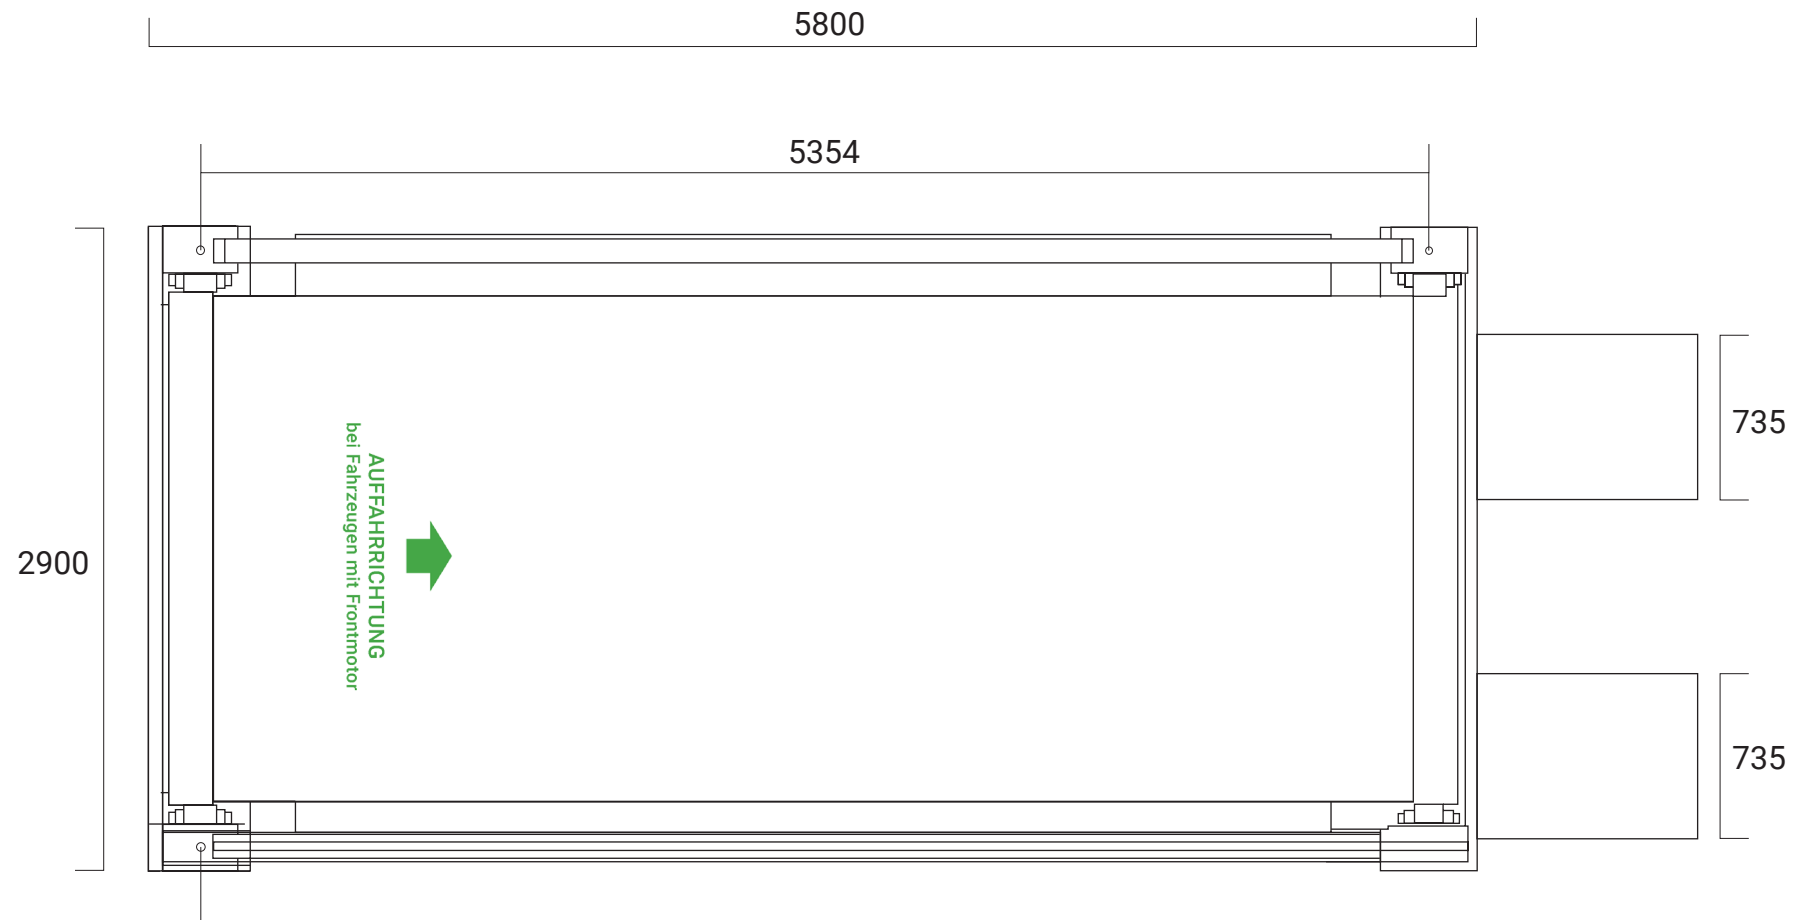 5800
5354
2900
AUFFAHRRICHTUNG
bei Fahrzeugen mit Frontmotor
735
735